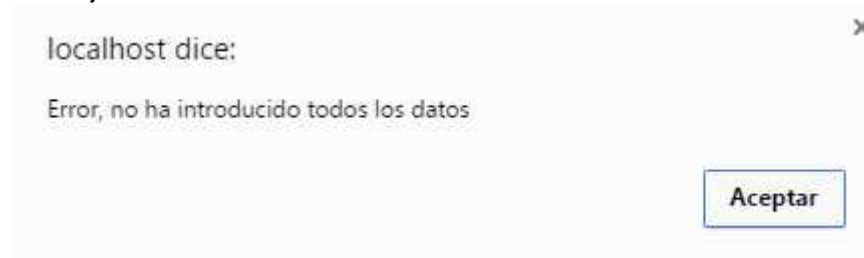 localhost dice:
Error, no ha introducido todos los datos
Aceptar